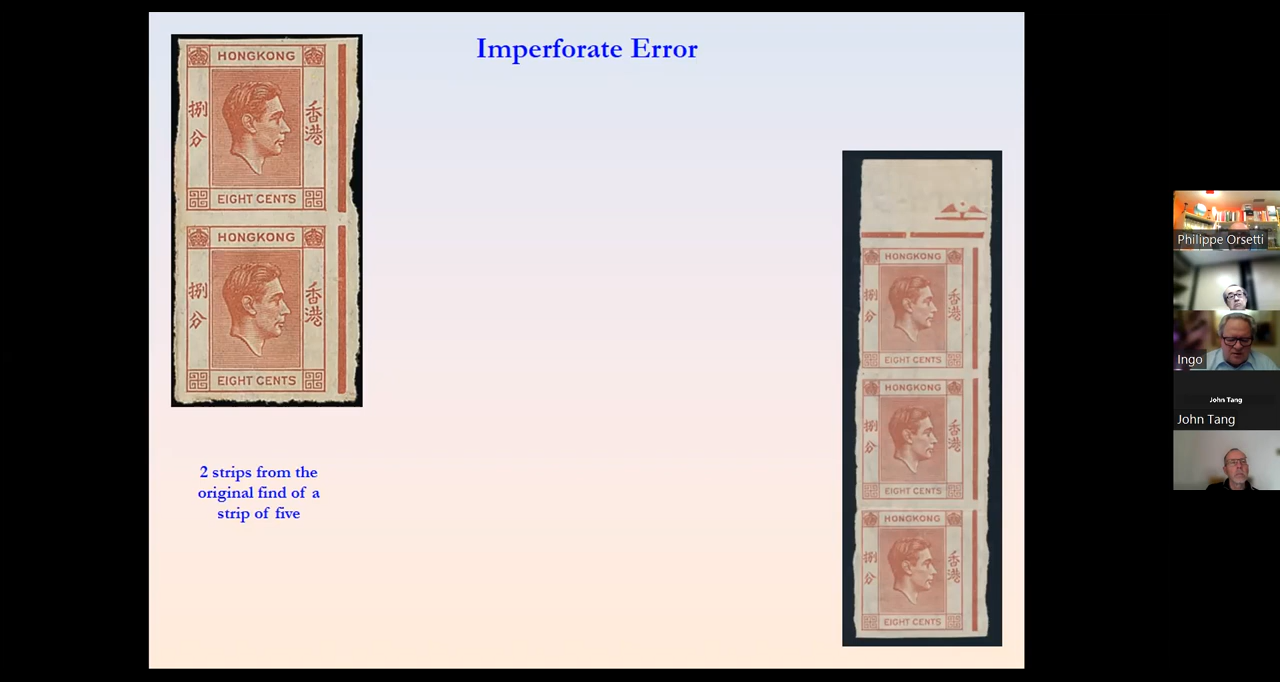 Imperforate Error
HONGKONG
捌
分
香
港
EIGHT CENTS
HONGKONG
捌
分
香
港
EIGHT CENTS
2 strips from the
original find of a
strip of five
HONGKONG
捌
分
香
港
EIGHT CENTS
HONGKONG
捌
分
香
港
EIGHT CENTS
HONGKONG
捌
分
香
港
EIGHT CENTS
Philippe Orsetti
Ingo
John Tang
John Tang